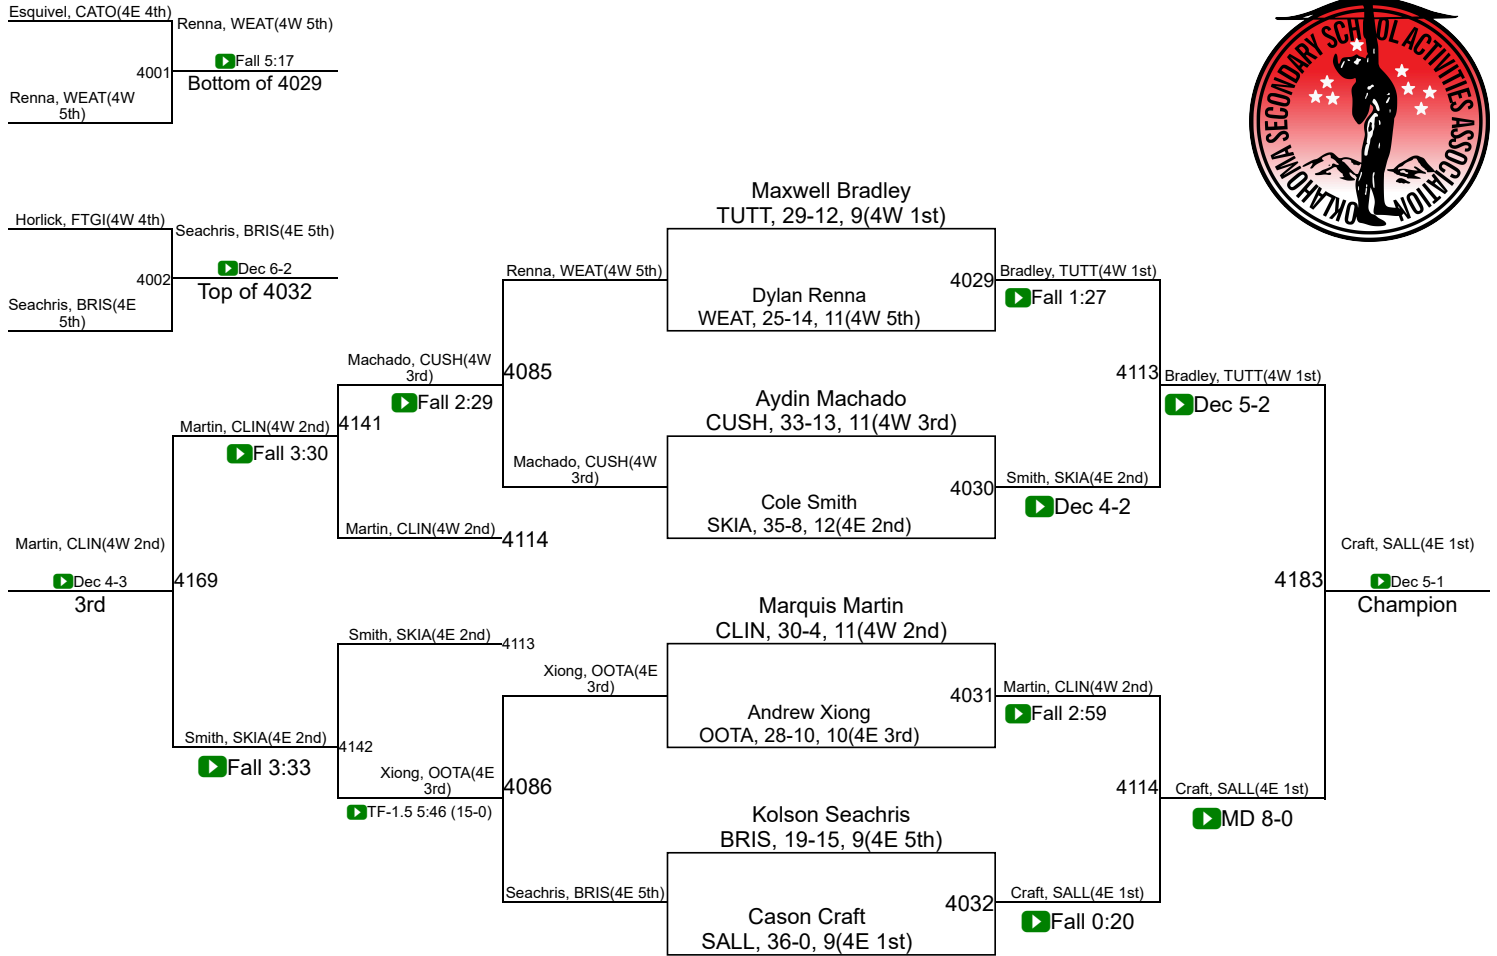 Esquivel, CATO(4E 4th)
Renna, WEAT(4W 5th)
Fall 5:17
4001
Bottom of 4029
Renna, WEAT(4W
5th)
OKLAHOMA SECONDARY SCHOOL ACTIVITIES ASSOCIATION
Horlick, FTGI(4W 4th)
Seachris, BRIS(4E 5th)
Dec 6-2
4002
Top of 4032
Seachris, BRIS(4E
5th)
Maxwell Bradley
TUTT, 29-12, 9(4W 1st)
Renna, WEAT(4W 5th)
4029
Bradley, TUTT(4W 1st)
Fall 1:27
Dylan Renna
WEAT, 25-14, 11(4W 5th)
Machado, CUSH(4W
3rd)
4085
Fall 2:29
4113
Bradley, TUTT(4W 1st)
Dec 5-2
Aydin Machado
CUSH, 33-13, 11(4W 3rd)
Martin, CLIN(4W 2nd)
4141
Fall 3:30
Machado, CUSH(4W
3rd)
4030
Smith, SKIA(4E 2nd)
Dec 4-2
Cole Smith
SKIA, 35-8, 12(4E 2nd)
Martin, CLIN(4W 2nd)
4114
Martin, CLIN(4W 2nd)
Dec 4-3
3rd
4169
4183
Craft, SALL(4E 1st)
Dec 5-1
Champion
Marquis Martin
CLIN, 30-4, 11(4W 2nd)
Smith, SKIA(4E 2nd)
4113
Xiong, OOTA(4E
3rd)
4031
Martin, CLIN(4W 2nd)
Fall 2:59
Andrew Xiong
OOTA, 28-10, 10(4E 3rd)
Smith, SKIA(4E 2nd)
4142
Fall 3:33
Xiong, OOTA(4E
3rd)
4086
TF-1.5 5:46 (15-0)
4114
Craft, SALL(4E 1st)
MD 8-0
Kolson Seachris
BRIS, 19-15, 9(4E 5th)
Seachris, BRIS(4E 5th)
4032
Craft, SALL(4E 1st)
Fall 0:20
Cason Craft
SALL, 36-0, 9(4E 1st)